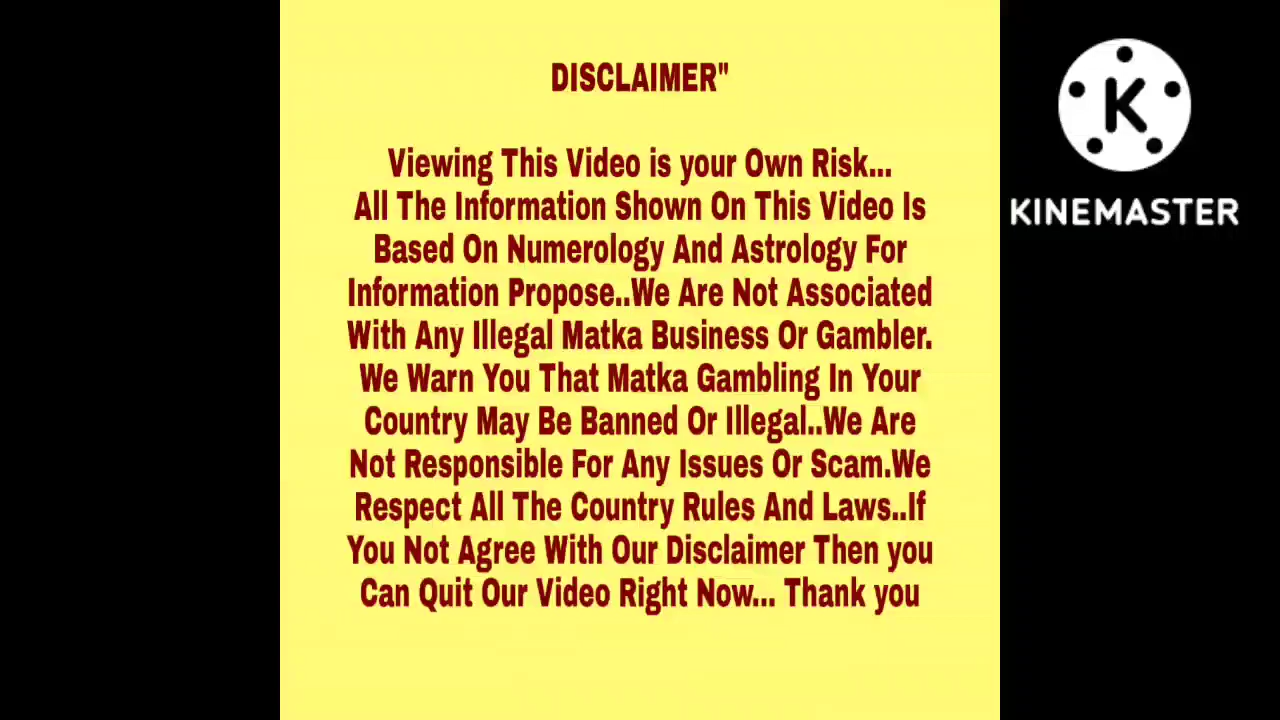 DISCLAIMER"
Viewing This Video is your Own Risk...
All The Information Shown On This Video Is
Based On Numerology And Astrology For
Information Propose..We Are Not Associated
With Any Illegal Matka Business Or Gambler.
We Warn You That Matka Gambling In Your
Country May Be Banned Or Illegal..We Are
Not Responsible For Any Issues Or Scam.We
Respect All The Country Rules And Laws..If
You Not Agree With Our Disclaimer Then you
Can Quit Our Video Right Now... Thank you
K
KINEMASTER